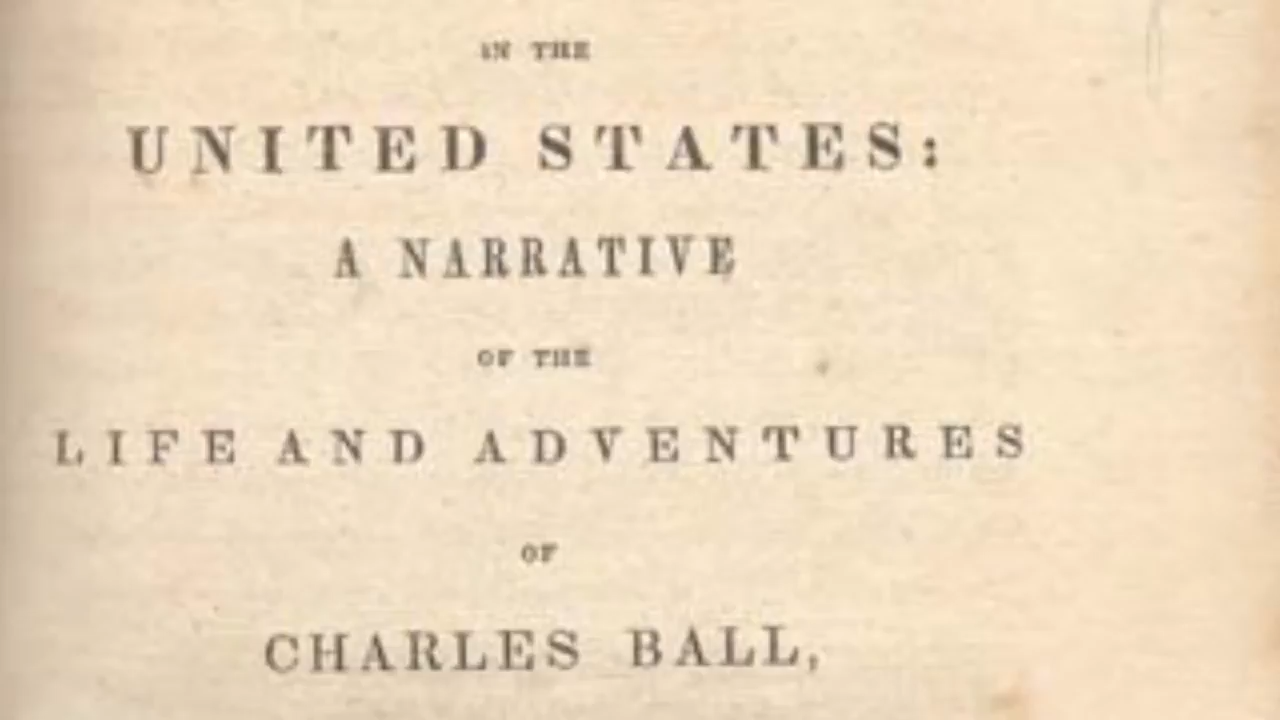 IN THE
UNITED STATES:
A NARRATIVE
OF THE
LIFE AND ADVENTURES
OF
CHARLES BALL,